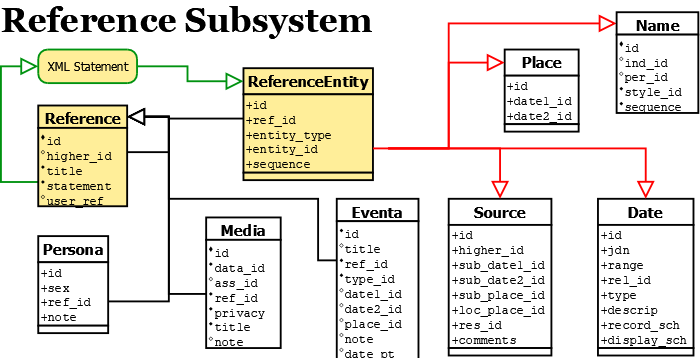 Reference Subsystem
XML Statement
ReferenceEntity
+id
+ref_id
+entity_type
+entity_id
+sequence
Place
+id
+date1_id
+date2_id
Name
id
ind_id
per_id
style_id
sequence
Reference
id
higher_id
title
statement
user_ref
Persona
+id
+sex
+ref_id
+note
Media
id
data_id
ass_id
ref_id
privacy
title
note
Eventa
id
title
ref_id
type_id
date1_id
date2_id
place_id
note
date_pt
Source
+id
+higher_id
+sub_date1_id
+sub_date2_id
+sub_place_id
+loc_place_id
+res_id
+comments
Date
+id
+jdn
+range
+rel_id
+type
+descrip
+record_sch
+display_sch